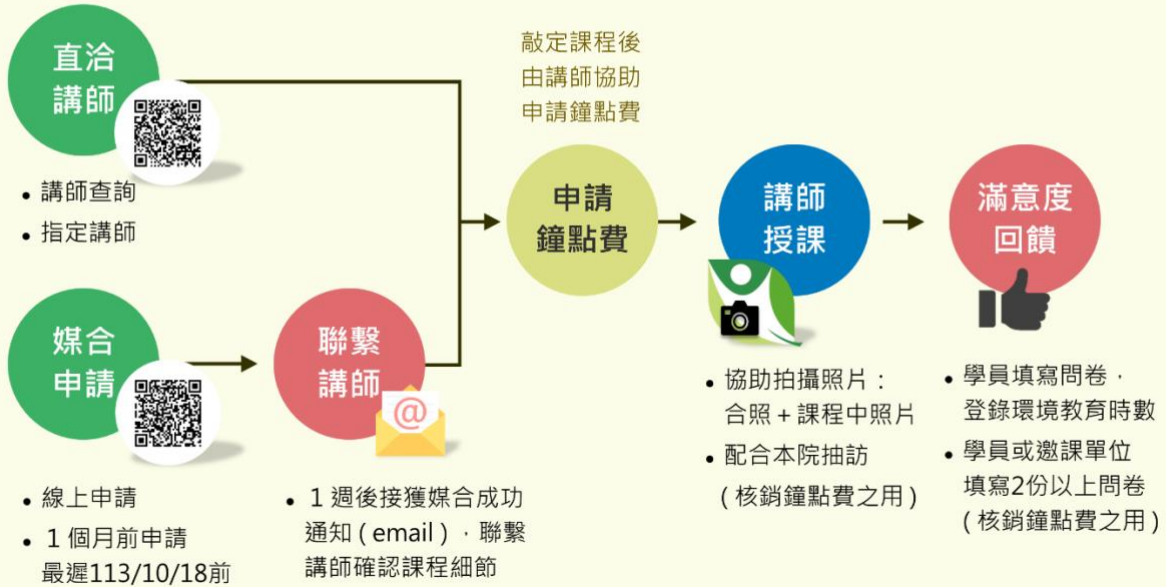 直洽
講師
• 講師查詢
• 指定講師
媒合
申請
• 線上申請
• 1 個月前申請
最遲113/10/18前
聯繫
講師
@
• 1 週後接獲媒合成功
通知 ( email ) ，聯繫
講師確認課程細節
敲定課程後
由講師協助
申請鐘點費
申請
鐘點費
講師
授課
• 協助拍攝照片：
合照 + 課程中照片
• 配合本院抽訪
( 核銷鐘點費之用 )
滿意度
回饋
• 學員填寫問卷，
登錄環境教育時數
• 學員或邀課單位
填寫2份以上問卷
( 核銷鐘點費之用 )